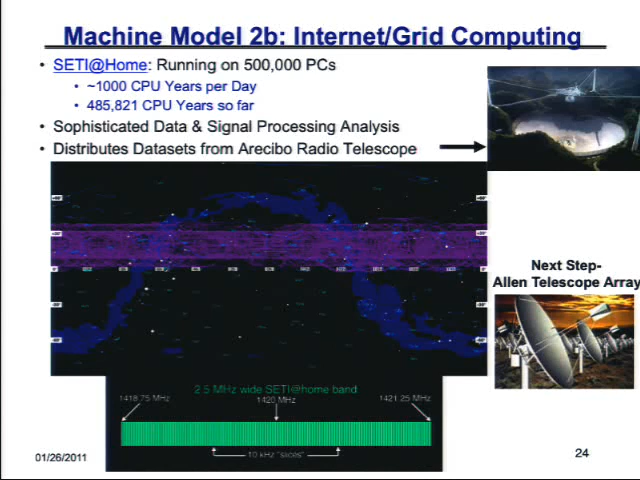 Machine Model 2b: Internet/Grid Computing
• SETI@Home: Running on 500,000 PCs
• ~1000 CPU Years per Day
• 485,821 CPU Years so far
• Sophisticated Data & Signal Processing Analysis
• Distributes Datasets from Arecibo Radio Telescope
Next Step-
Allen Telescope Array
2.5 MHz wide SETI@home band
1418.75 MHz
1420 MHz
1421.25 MHz
10 kHz "slices"
01/26/2011
24